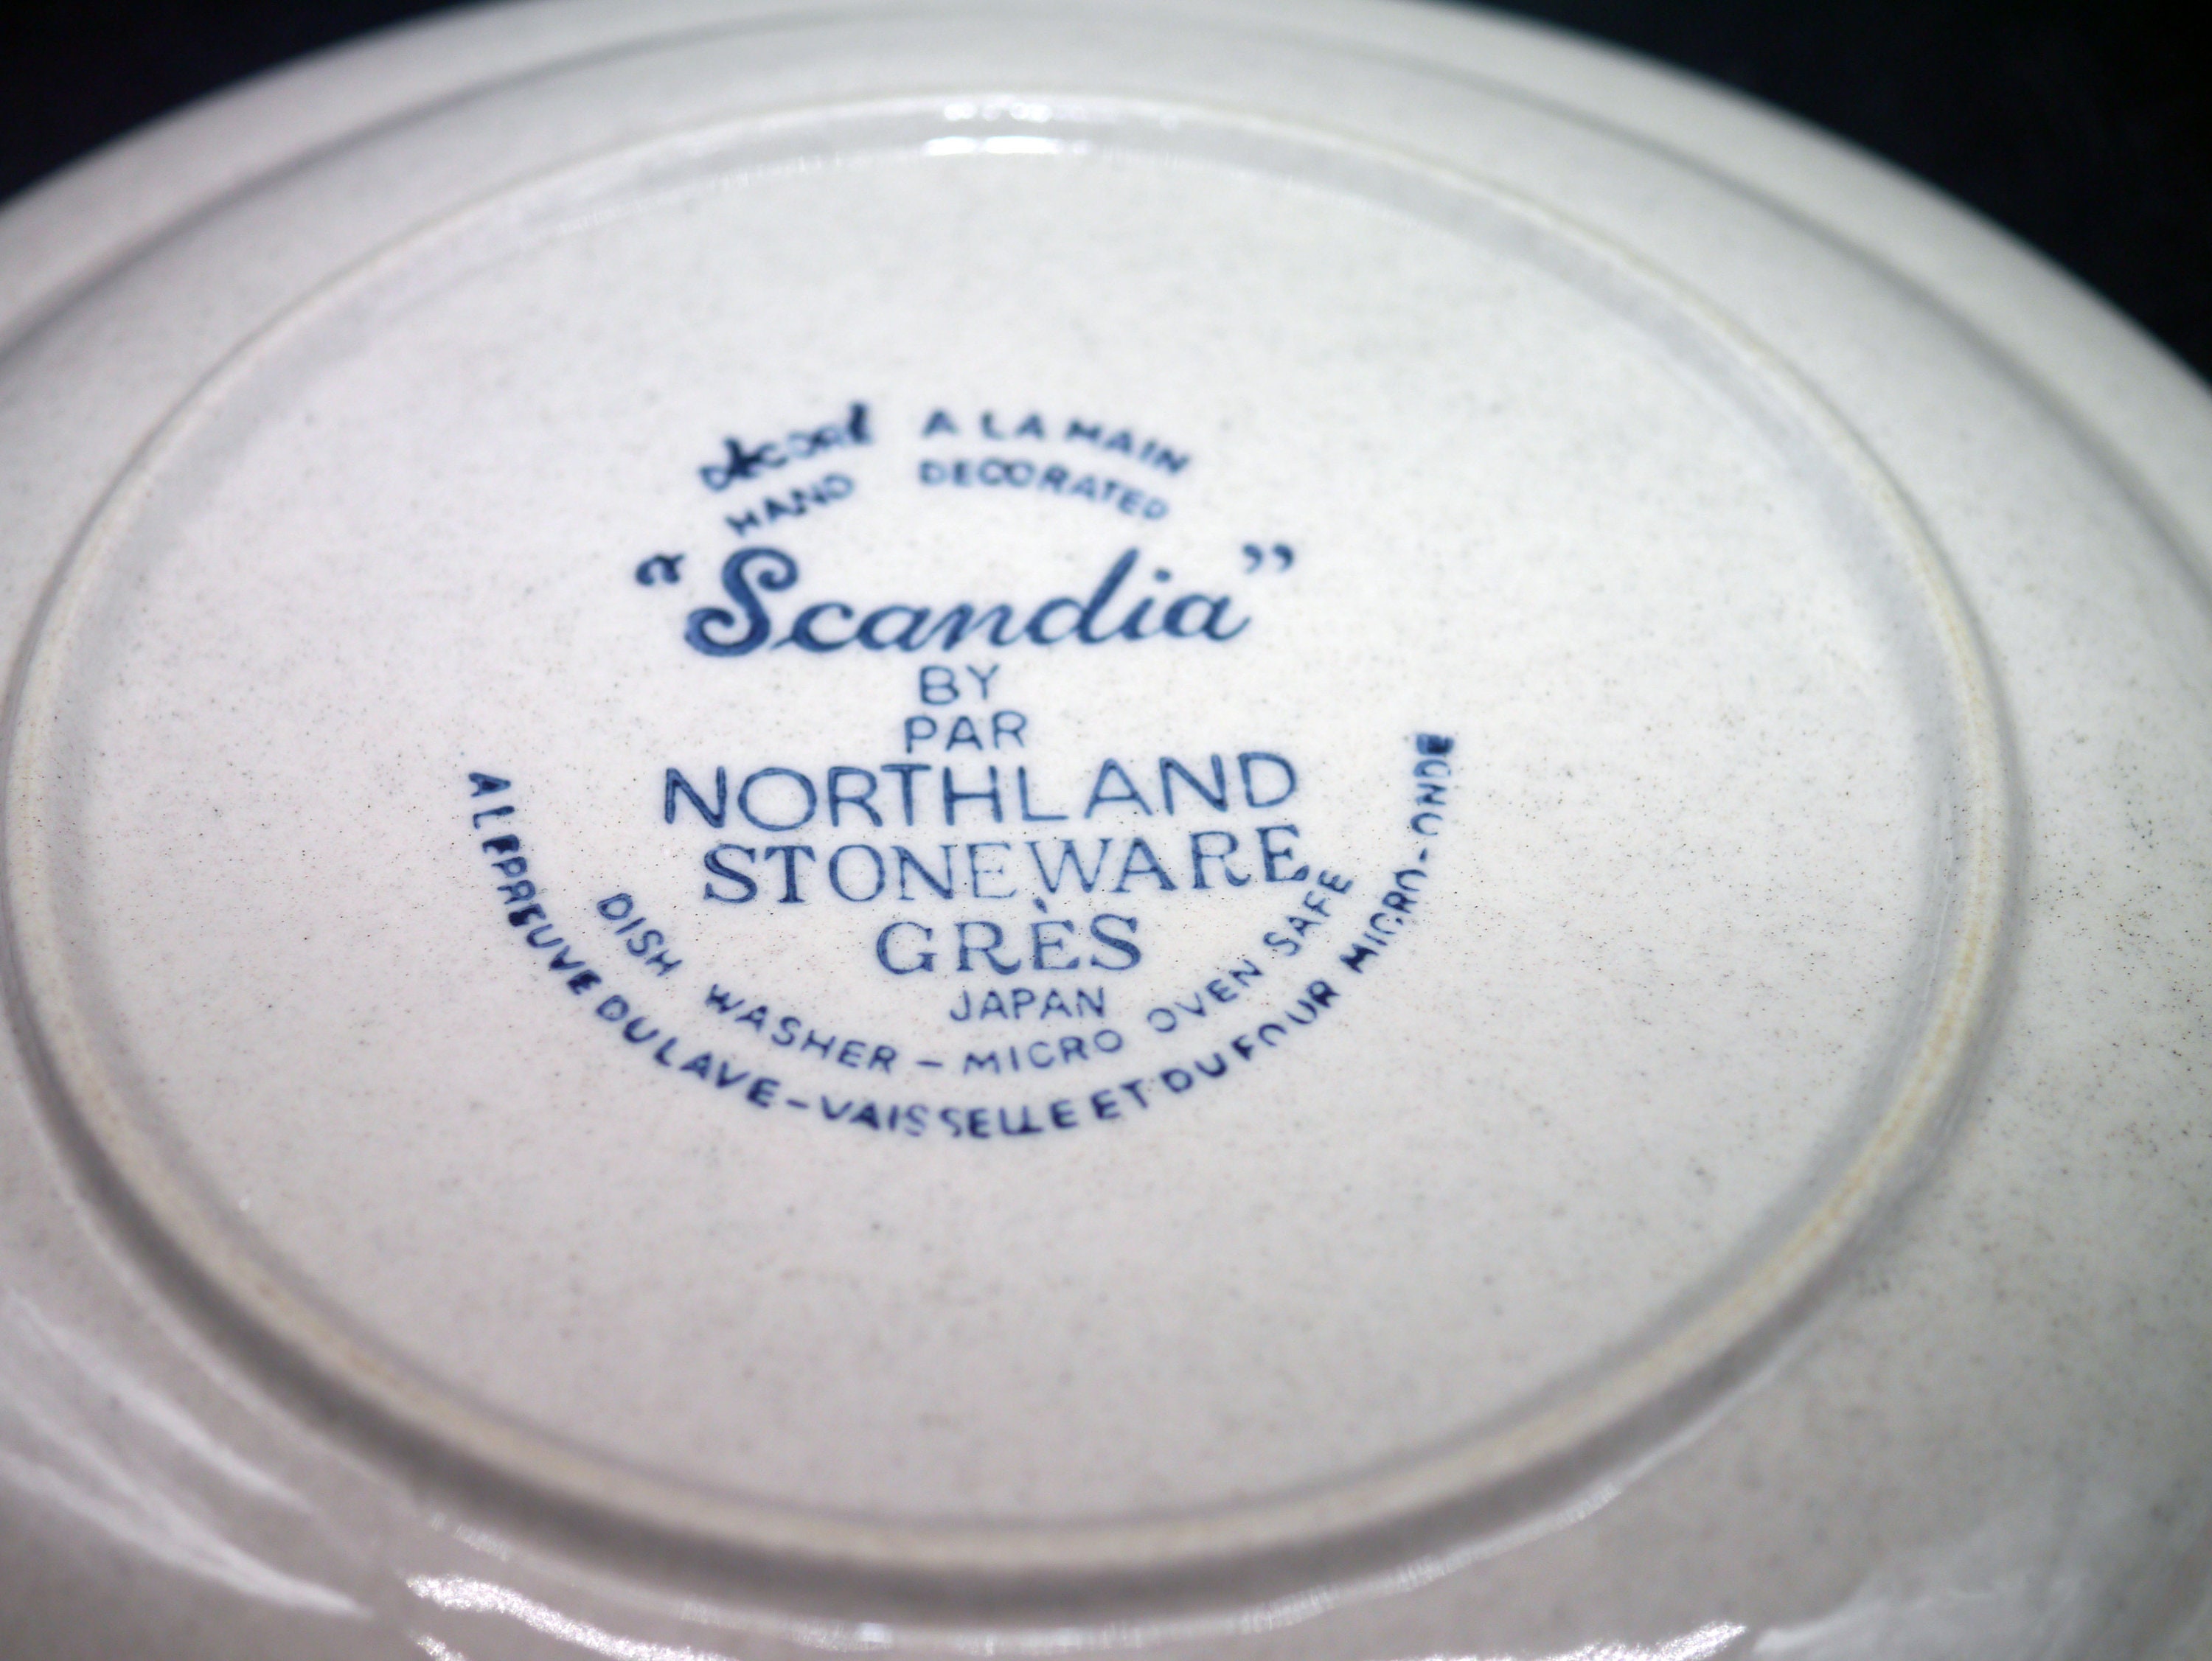 DÉCORÉ A LA MAIN
HAND DECORATED
“Scandia”
BY
PAR
NORTHLAND
STONEWARE
GRÈS
JAPAN
DISH WASHER – MICRO OVEN SAFE
A L EPREUVE DU LAVE – VAISSELLE ET DU FOUR MICRO-ONDE